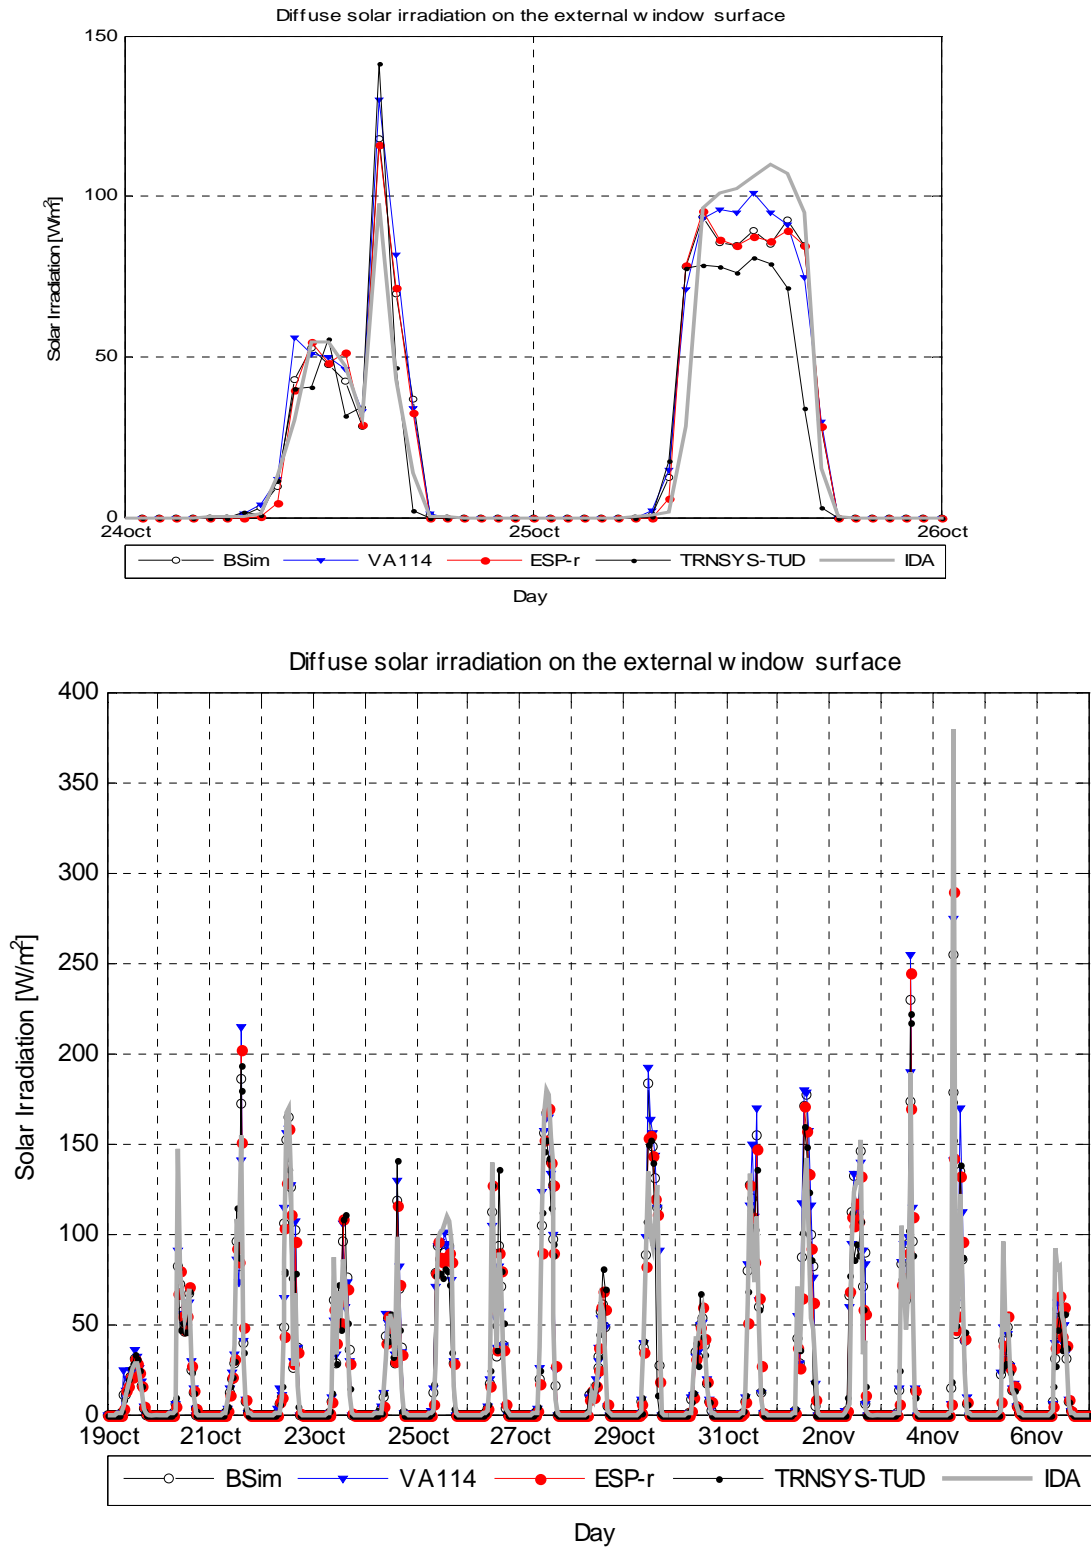 Diffuse solar irradiation on the external window surface
Solar Irradiation [W/m²]
150
100
50
0
24oct 25oct 26oct
BSim VA114 ESP-r TRNSYS-TUD IDA
Day
Diffuse solar irradiation on the external window surface
Solar Irradiation [W/m²]
400
350
300
250
200
150
100
50
0
19oct 21oct 23oct 25oct 27oct 29oct 31oct 2nov 4nov 6nov
BSim VA114 ESP-r TRNSYS-TUD IDA
Day